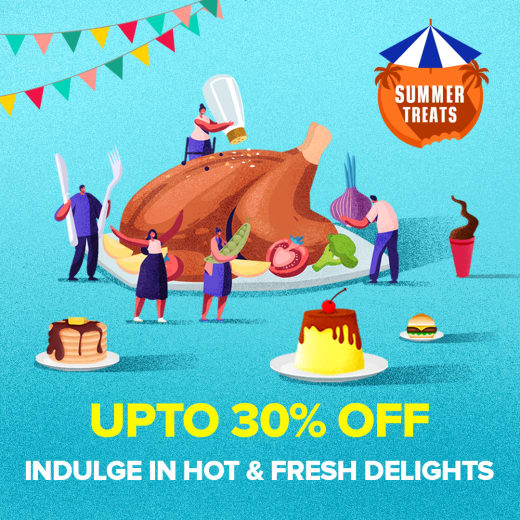 SUMMER
TREATS
UPTO 30% OFF
INDULGE IN HOT & FRESH DELIGHTS